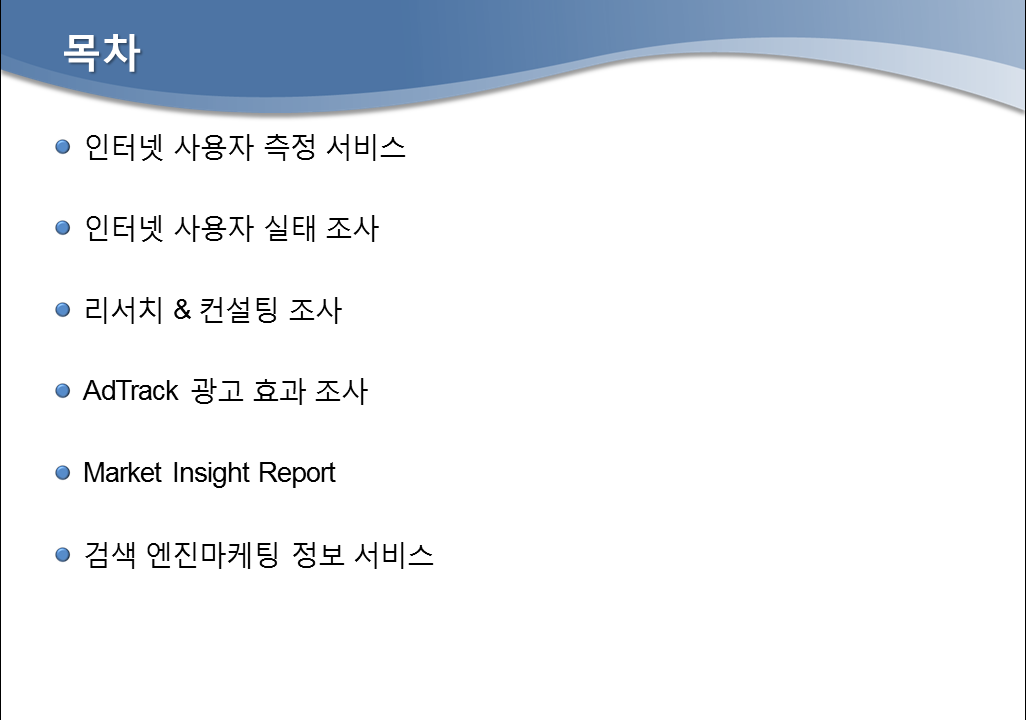 목차
인터넷 사용자 측정 서비스
인터넷 사용자 실태 조사
리서치 & 컨설팅 조사
AdTrack 광고 효과 조사
Market Insight Report
검색 엔진마케팅 정보 서비스